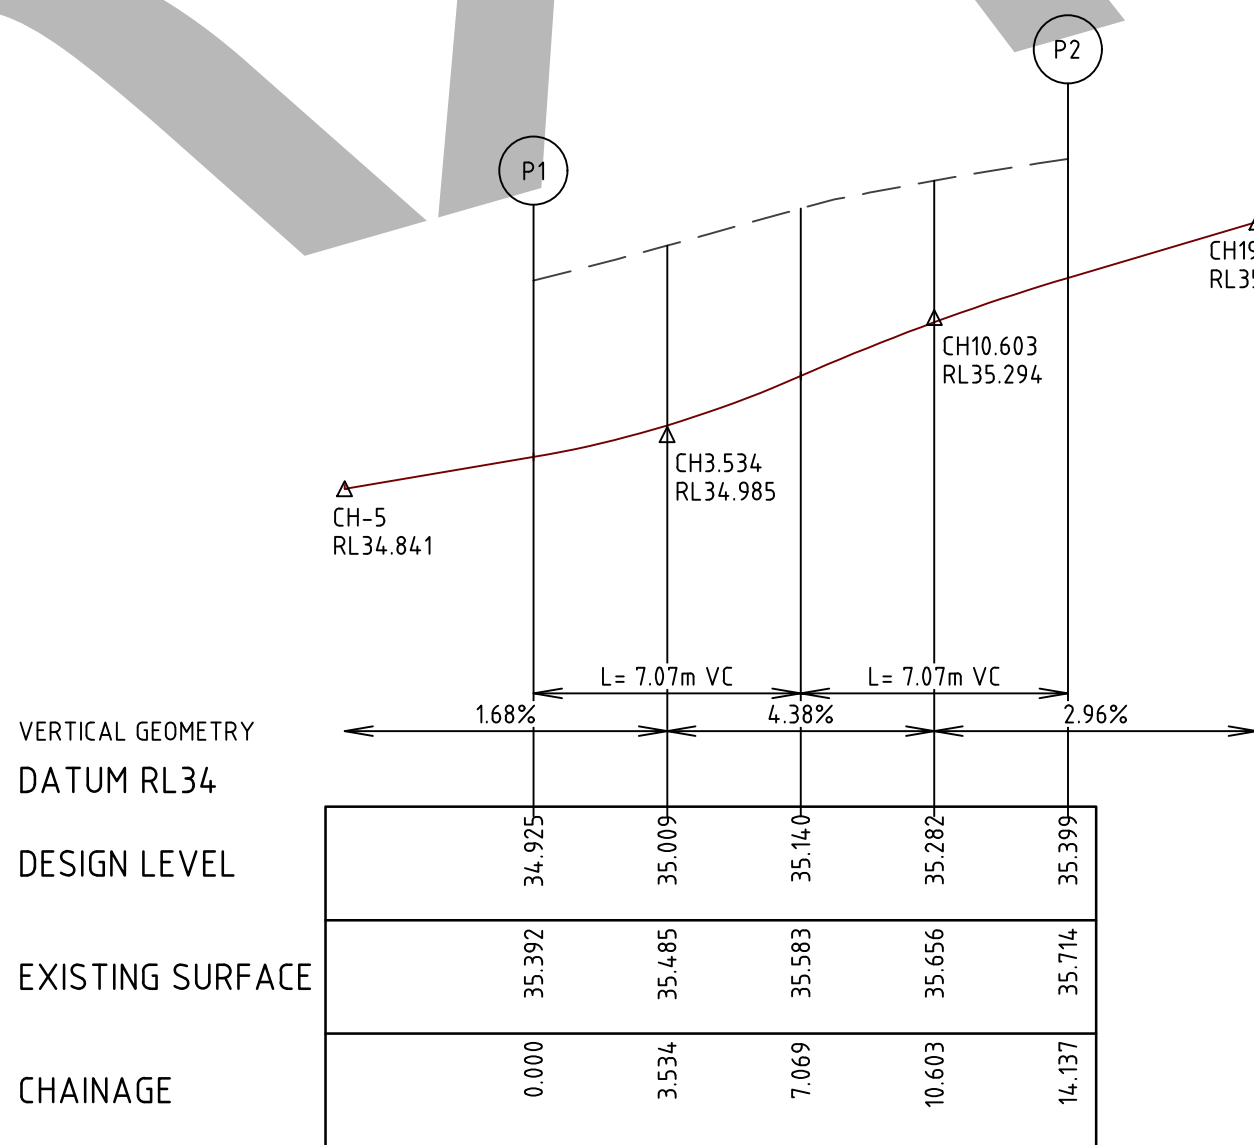 P2
P1
CH19
RL35
CH10.603
RL35.294
CH3.534
RL34.985
CH-5
RL34.841
L= 7.07m VC L= 7.07m VC
1.68% 4.38% 2.96%
VERTICAL GEOMETRY
DATUM RL34
DESIGN LEVEL 34.925 35.009 35.140 35.282 35.399
EXISTING SURFACE 35.392 35.485 35.583 35.656 35.714
CHAINAGE 0.000 3.534 7.069 10.603 14.137